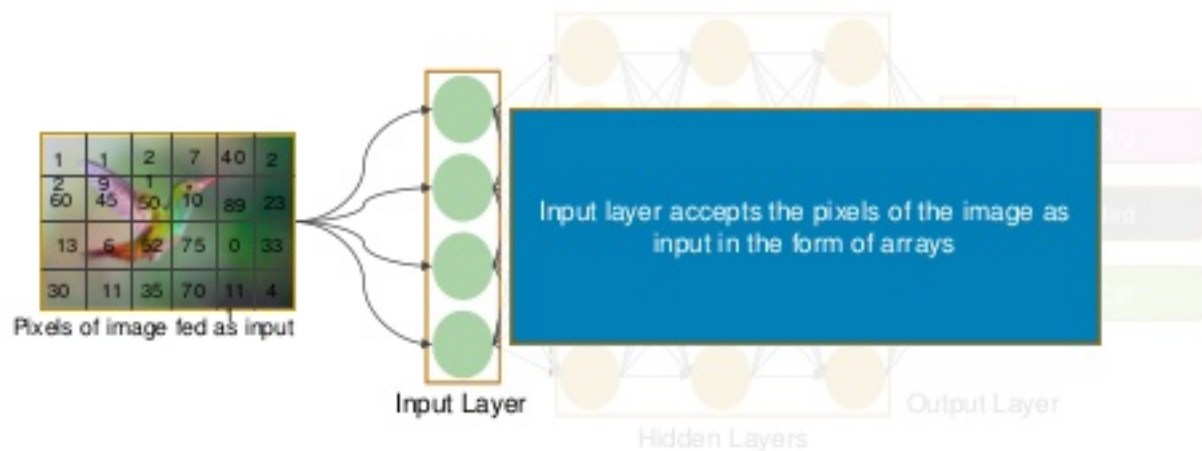 1 1 2 7 40 2
2 9 1
60 45 50 10 89 23
13 6 52 75 0 33
30 11 35 70 11 4
1
Pixels of image fed as input
Input Layer
Input layer accepts the pixels of the image as
input in the form of arrays
Hidden Layers
Output Layer